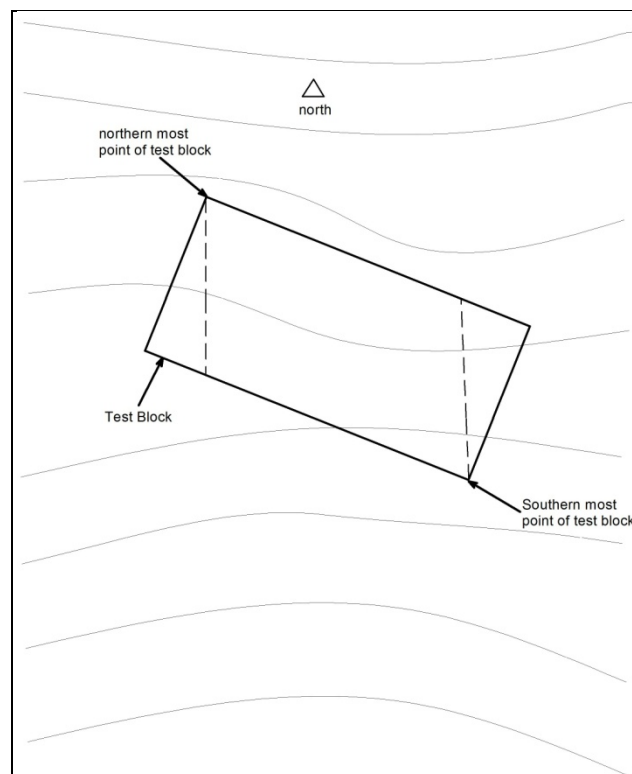 north
northern most
point of test block
Test Block
Southern most
point of test block